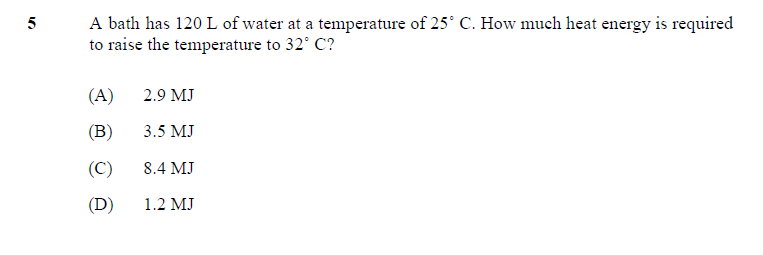 5 A bath has 120 L of water at a temperature of 25° C. How much heat energy is required
to raise the temperature to 32° C?
(A) 2.9 MJ
(B) 3.5 MJ
(C) 8.4 MJ
(D) 1.2 MJ